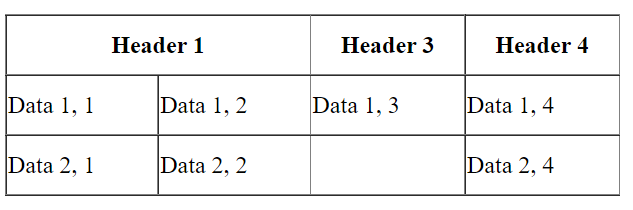 Header 1 Header 3 Header 4
Data 1, 1 Data 1, 2 Data 1, 3 Data 1, 4
Data 2, 1 Data 2, 2 Data 2, 4